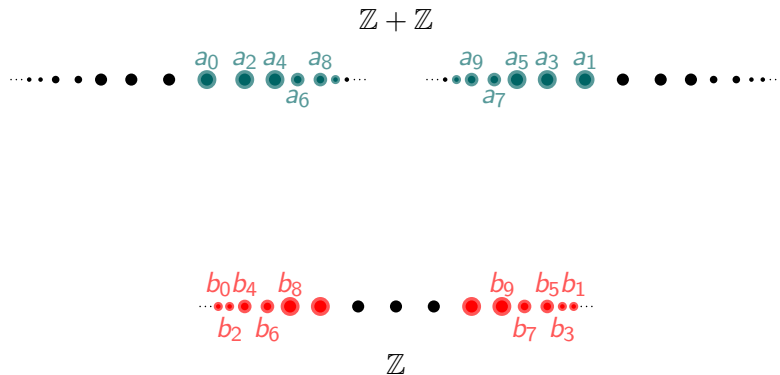 ℤ + ℤ
a₀ a₂ a₄ a₈ a₉ a₅ a₃ a₁
a₆ a₇
b₀ b₄ b₈ b₉ b₅ b₁
b₂ b₆ b₇ b₃
ℤ